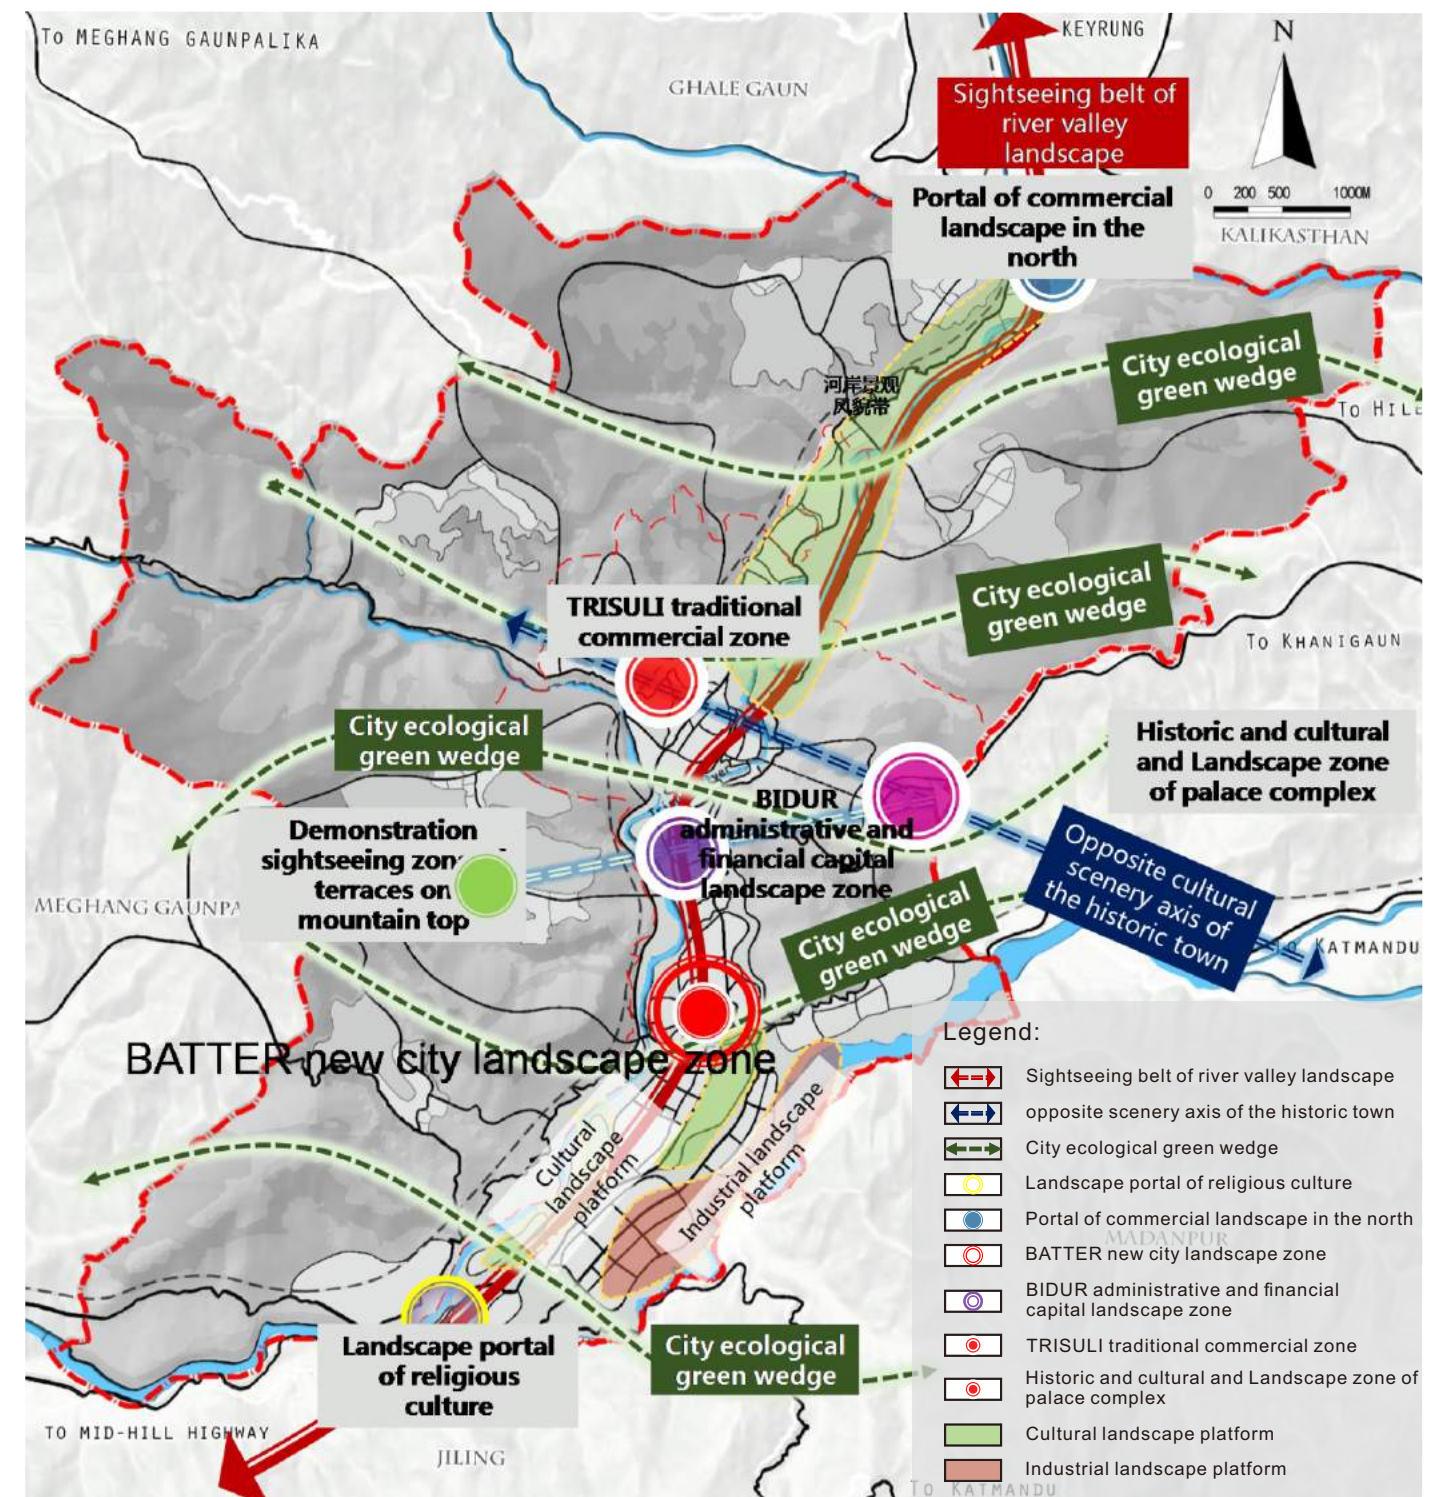 To MEGHANG GAUNPALIKA
KEYRUNG
N
GHALE GAUN
Sightseeing belt of
river valley
landscape
0 200 500 1000M
KALIKASTHAN
Portal of commercial
landscape in the
north
City ecological
green wedge
河岸景观
风貌带
To HILE
City ecological
green wedge
TRISULI traditional
commercial zone
To KHANIGAUN
City ecological
green wedge
Historic and cultural
and Landscape zone
of palace complex
BIDUR
administrative and
financial capital
landscape zone
Demonstration
sightseeing zone
terraces on
mountain top
Opposite cultural
scenery axis of
the historic town
MEGHANG GAUNPA
City ecological
green wedge
To KATMANDU
BATTER new city landscape zone
Cultural
landscape
platform
Industrial landscape
platform
Landscape portal
of religious
culture
City ecological
green wedge
TO MID-HILL HIGHWAY
JILING
Legend:
Sightseeing belt of river valley landscape
opposite scenery axis of the historic town
City ecological green wedge
Landscape portal of religious culture
Portal of commercial landscape in the north
MADANPUR
BATTER new city landscape zone
BIDUR administrative and financial
capital landscape zone
TRISULI traditional commercial zone
Historic and cultural and Landscape zone of
palace complex
Cultural landscape platform
Industrial landscape platform
To KATMANDU